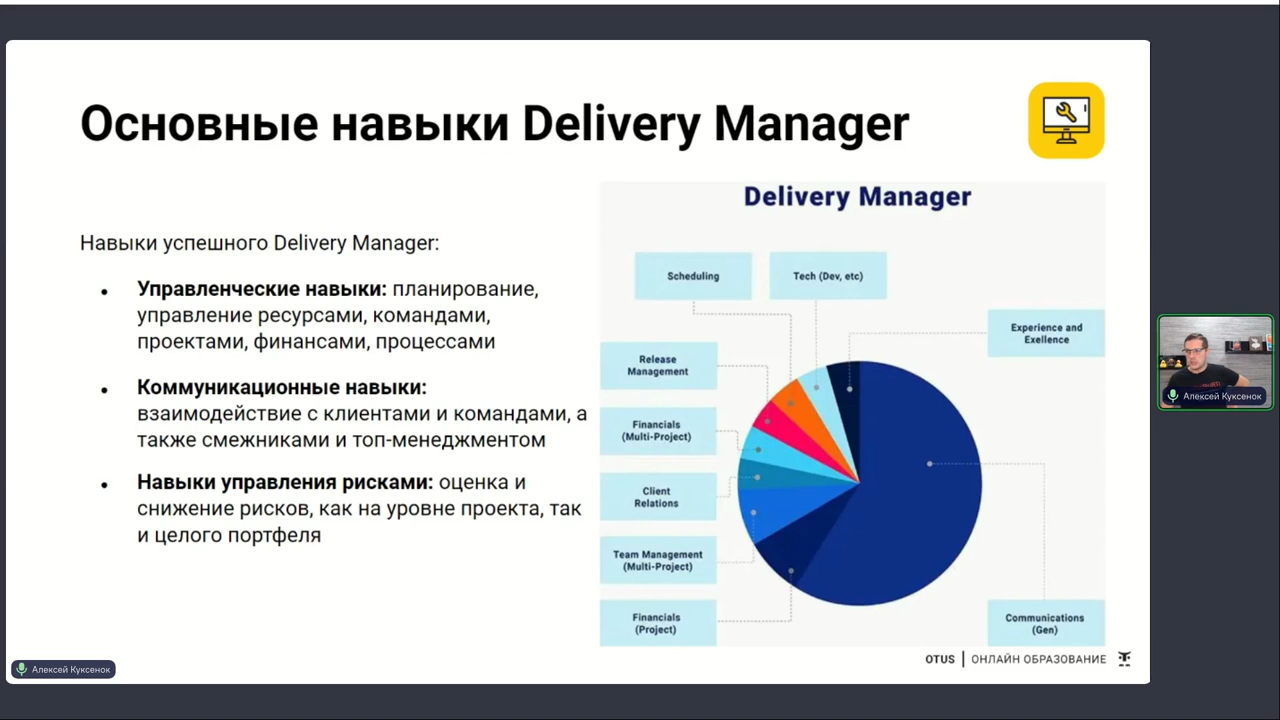 Основные навыки Delivery Manager
Навыки успешного Delivery Manager:
Управленческие навыки: планирование,
управление ресурсами, командами,
проектами, финансами, процессами
Коммуникационные навыки:
взаимодействие с клиентами и командами, а
также смежниками и топ-менеджментом
Навыки управления рисками: оценка и
снижение рисков, как на уровне проекта, так
и целого портфеля
Delivery Manager
Scheduling
Tech (Dev, etc)
Experience and
Exellence
Release
Management
Financials
(Multi-Project)
Client
Relations
Team Management
(Multi-Project)
Financials
(Project)
Communications
(Gen)
OTUS | ОНЛАЙН ОБРАЗОВАНИЕ
Алексей Куксенок
Алексей Куксенок